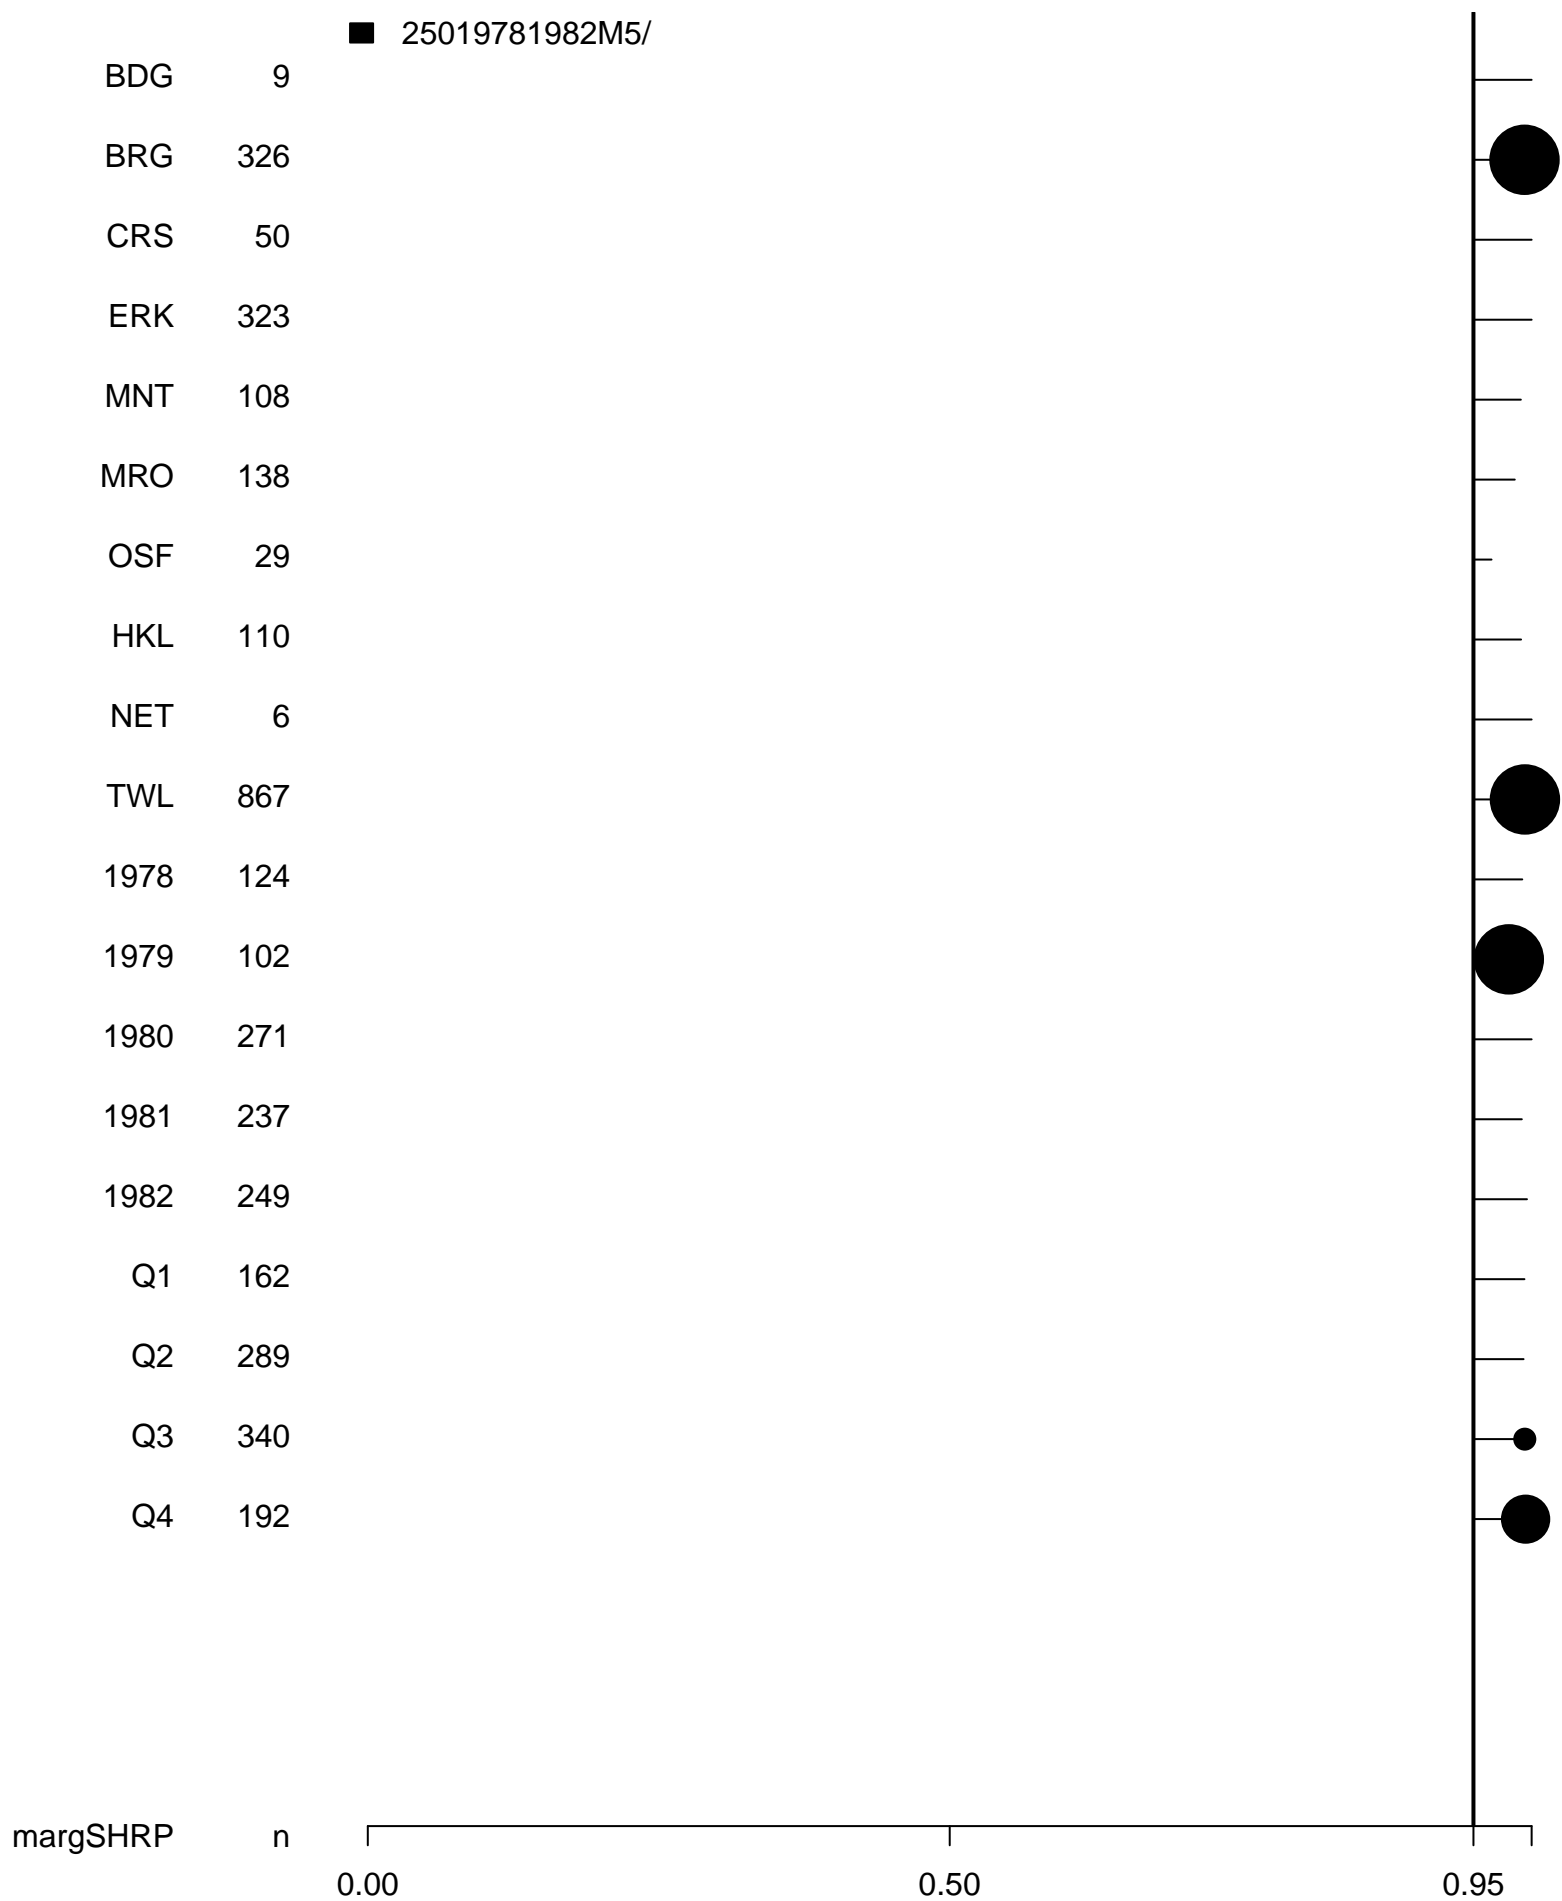 25019781982M5/
BDG 9
BRG 326
CRS 50
ERK 323
MNT 108
MRO 138
OSF 29
HKL 110
NET 6
TWL 867
1978 124
1979 102
1980 271
1981 237
1982 249
Q1 162
Q2 289
Q3 340
Q4 192
margSHRP n
0.00 0.50 0.95